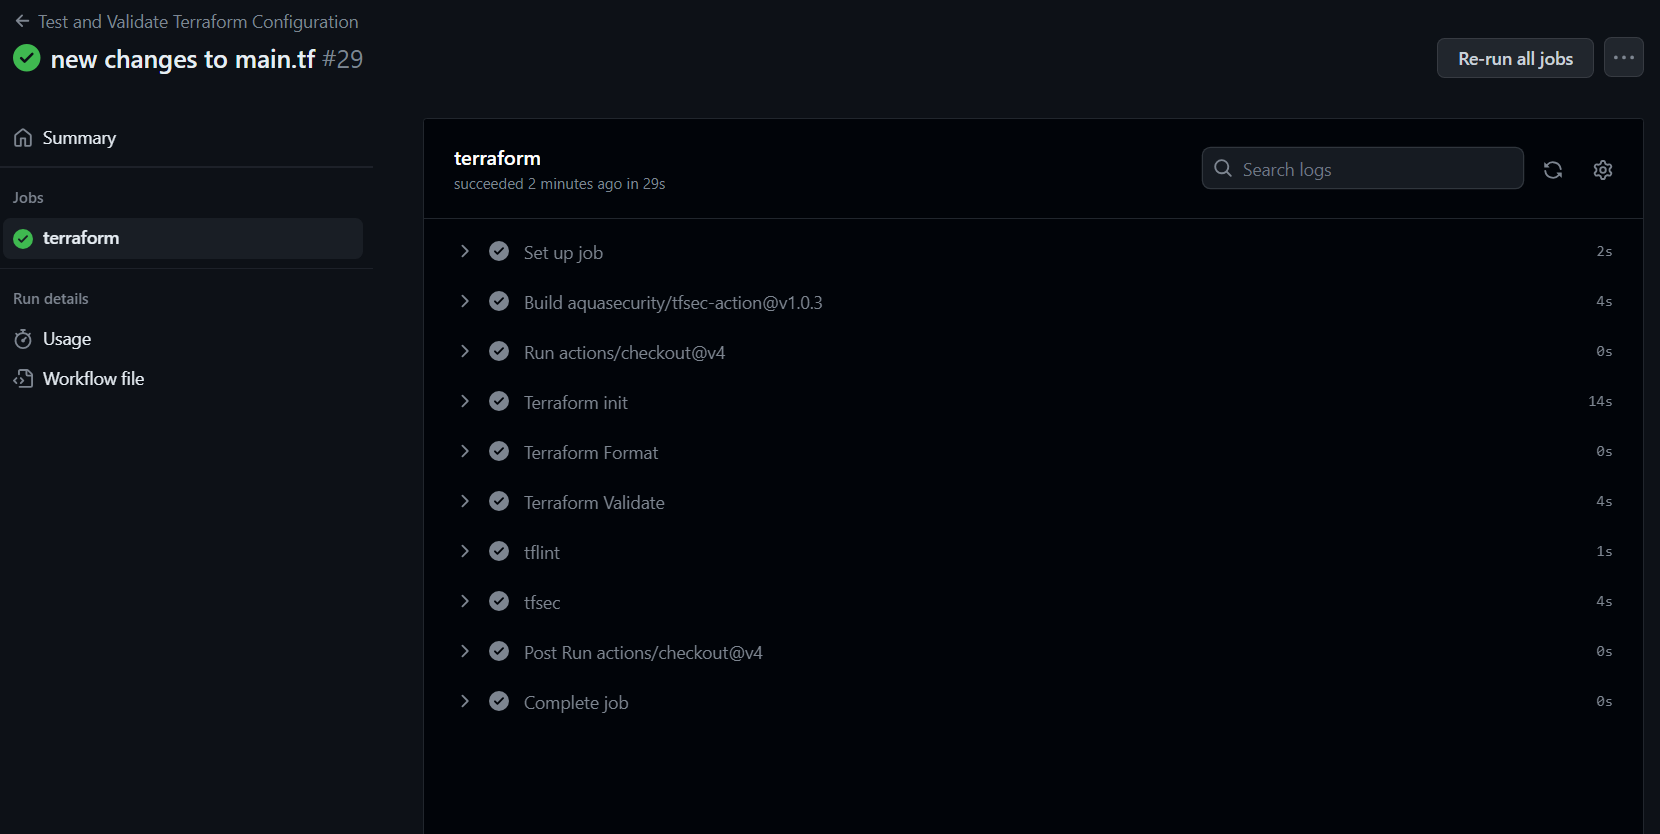 Test and Validate Terraform Configuration
new changes to main.tf #29
Re-run all jobs
Summary
Jobs
terraform
Run details
Usage
Workflow file
terraform
succeeded 2 minutes ago in 29s
Search logs
Set up job 2s
Build aquasecurity/tfsec-action@v1.0.3 4s
Run actions/checkout@v4 0s
Terraform init 14s
Terraform Format 0s
Terraform Validate 4s
tflint 1s
tfsec 4s
Post Run actions/checkout@v4 0s
Complete job 0s